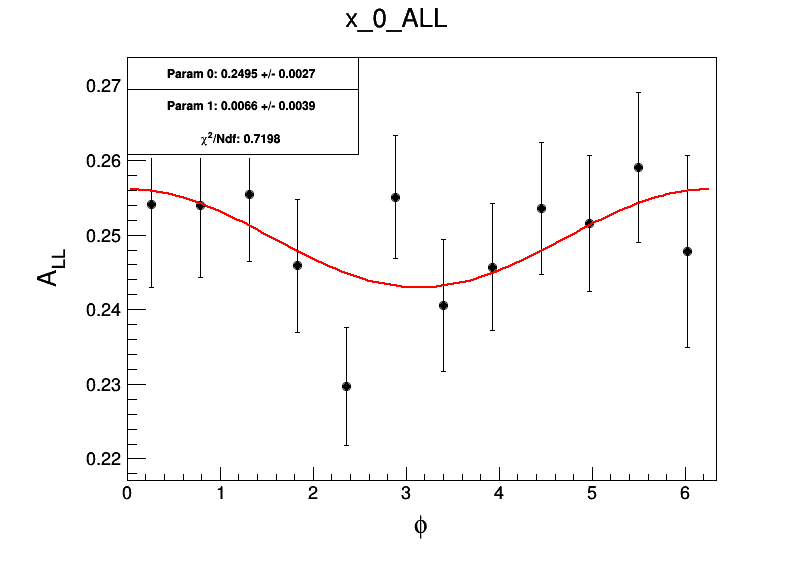 x_0_ALL
Param 0: 0.2495 +/- 0.0027
Param 1: 0.0066 +/- 0.0039
χ²/Ndf: 0.7198
A_LL
0.27
0.26
0.25
0.24
0.23
0.22
0 1 2 3 4 5 6
ϕ